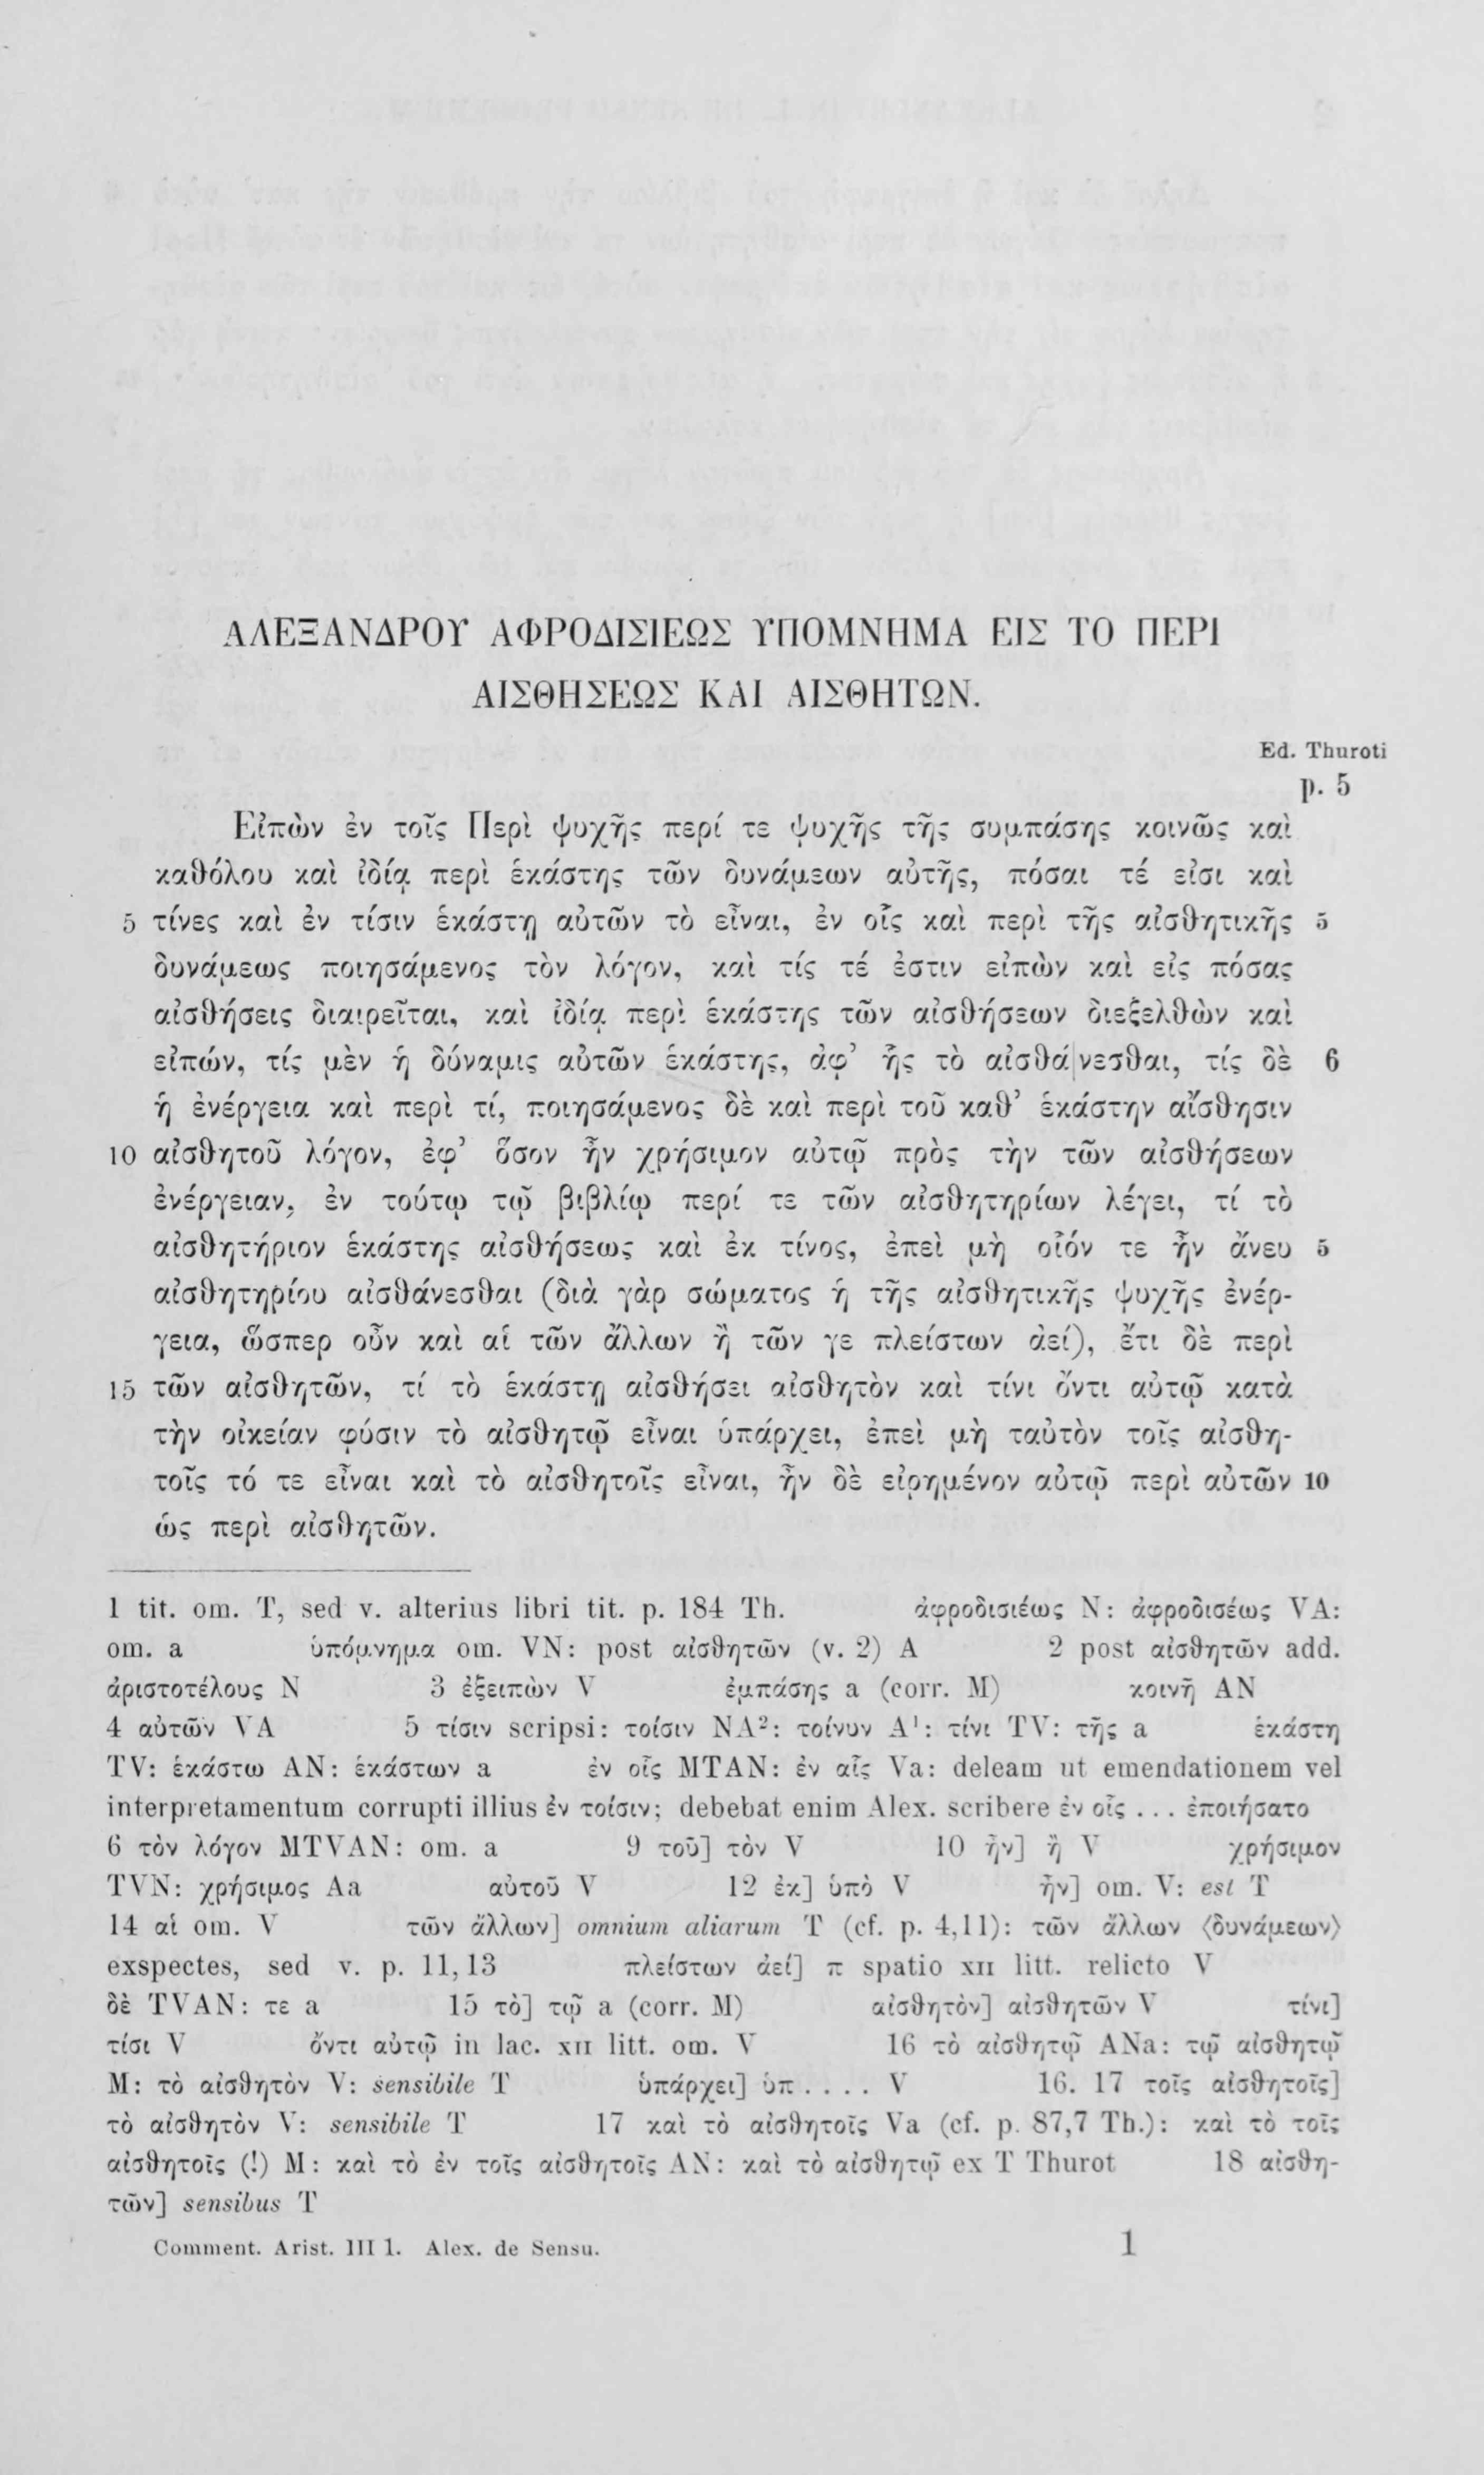 ΑΛΕΞΑΝΔΡΟΥ ΑΦΡΟΔΙΣΙΕΩΣ ΥΠΟΜΝΗΜΑ ΕΙΣ ΤΟ ΠΕΡΙ
ΑΙΣΘΗΣΕΩΣ ΚΑΙ ΑΙΣΘΗΤΩΝ.
Ed. Thuroti
p. 5
Εἰπὼν ἐν τοῖς Περὶ ψυχῆς περί τε ψυχῆς τῆς συμπάσης κοινῶς καὶ
καθόλου καὶ ἰδίᾳ περὶ ἑκάστης τῶν δυνάμεων αὐτῆς, πόσαι τέ εἰσι καὶ
5 τίνες καὶ ἐν τίσιν ἑκάστῃ αὐτῶν τὸ εἶναι, ἐν οἷς καὶ περὶ τῆς αἰσθητικῆς 5
δυνάμεως ποιησάμενος τὸν λόγον, καὶ τίς τέ ἐστιν εἰπὼν καὶ εἰς πόσας
αἰσθήσεις διαιρεῖται, καὶ ἰδίᾳ περὶ ἑκάστης τῶν αἰσθήσεων διεξελθὼν καὶ
εἰπών, τίς μὲν ἡ δύναμις αὐτῶν ἑκάστης, ἀφ’ ἧς τὸ αἰσθά|νεσθαι, τίς δὲ 6
ἡ ἐνέργεια καὶ περὶ τί, ποιησάμενος δὲ καὶ περὶ τοῦ καθ’ ἑκάστην αἴσθησιν
10 αἰσθητοῦ λόγον, ἐφ’ ὅσον ἦν χρήσιμον αὐτῷ πρὸς τὴν τῶν αἰσθήσεων
ἐνέργειαν, ἐν τούτῳ τῷ βιβλίῳ περί τε τῶν αἰσθητηρίων λέγει, τί τὸ
αἰσθητήριον ἑκάστης αἰσθήσεως καὶ ἐκ τίνος, ἐπεὶ μὴ οἷόν τε ἦν ἄνευ 5
αἰσθητηρίου αἰσθάνεσθαι (διὰ γὰρ σώματος ἡ τῆς αἰσθητικῆς ψυχῆς ἐνέρ-
γεια, ὥσπερ οὖν καὶ αἱ τῶν ἄλλων ἢ τῶν γε πλείστων ἀεί), ἔτι δὲ περὶ
15 τῶν αἰσθητῶν, τί τὸ ἑκάστῃ αἰσθήσει αἰσθητὸν καὶ τίνι ὄντι αὐτῷ κατὰ
τὴν οἰκείαν φύσιν τὸ αἰσθητῷ εἶναι ὑπάρχει, ἐπεὶ μὴ ταὐτὸν τοῖς αἰσθη-
τοῖς τό τε εἶναι καὶ τὸ αἰσθητοῖς εἶναι, ἦν δὲ εἰρημένον αὐτῷ περὶ αὐτῶν 10
ὡς περὶ αἰσθητῶν.
1 tit. om. T, sed v. alterius libri tit. p. 184 Th. ἀφροδισιέως N: ἀφροδισέως VA:
om. a ὑπόμνημα om. VN: post αἰσθητῶν (v. 2) A 2 post αἰσθητῶν add.
ἀριστοτέλους N 3 ἐξειπὼν V ἐμπάσης a (corr. M) κοινῇ AN
4 αὐτῶν VA 5 τίσιν scripsi: τοίσιν NA²: τοίνυν A¹: τίνι TV: τῆς a ἑκάστη
TV: ἑκάστω AN: ἑκάστων a ἐν οἷς MTAN: ἐν αἷς Va: deleam ut emendationem vel
interpretamentum corrupti illius ἐν τοίσιν; debebat enim Alex. scribere ἐν οἷς ... ἐποιήσατο
6 τὸν λόγον MTVAN: om. a 9 τοῦ] τὸν V 10 ἦν] ἢ V χρήσιμον
TVN: χρήσιμος Aa αὐτοῦ V 12 ἐκ] ὑπὸ V ἦν] om. V: est T
14 αἱ om. V τῶν ἄλλων] omnium aliarum T (cf. p. 4,11): τῶν ἄλλων ⟨δυνάμεων⟩
exspectes, sed v. p. 11,13 πλείστων ἀεί] π spatio XII litt. relicto V
δὲ TVAN: τε a 15 τὸ] τῷ a (corr. M) αἰσθητὸν] αἰσθητῶν V τίνι]
τίσι V ὄντι αὐτῷ in lac. XII litt. om. V 16 τὸ αἰσθητῷ ANa: τῷ αἰσθητῷ
M: τὸ αἰσθητὸν V: sensibile T ὑπάρχει] ὑπ .... V 16. 17 τοῖς αἰσθητοῖς]
τὸ αἰσθητὸν V: sensibile T 17 καὶ τὸ αἰσθητοῖς Va (cf. p. 87,7 Th.): καὶ τὸ τοῖς
αἰσθητοῖς (!) M: καὶ τὸ ἐν τοῖς αἰσθητοῖς AN: καὶ τὸ αἰσθητῷ ex T Thurot 18 αἰσθη-
τῶν] sensibus T
Comment. Arist. III 1. Alex. de Sensu. 1